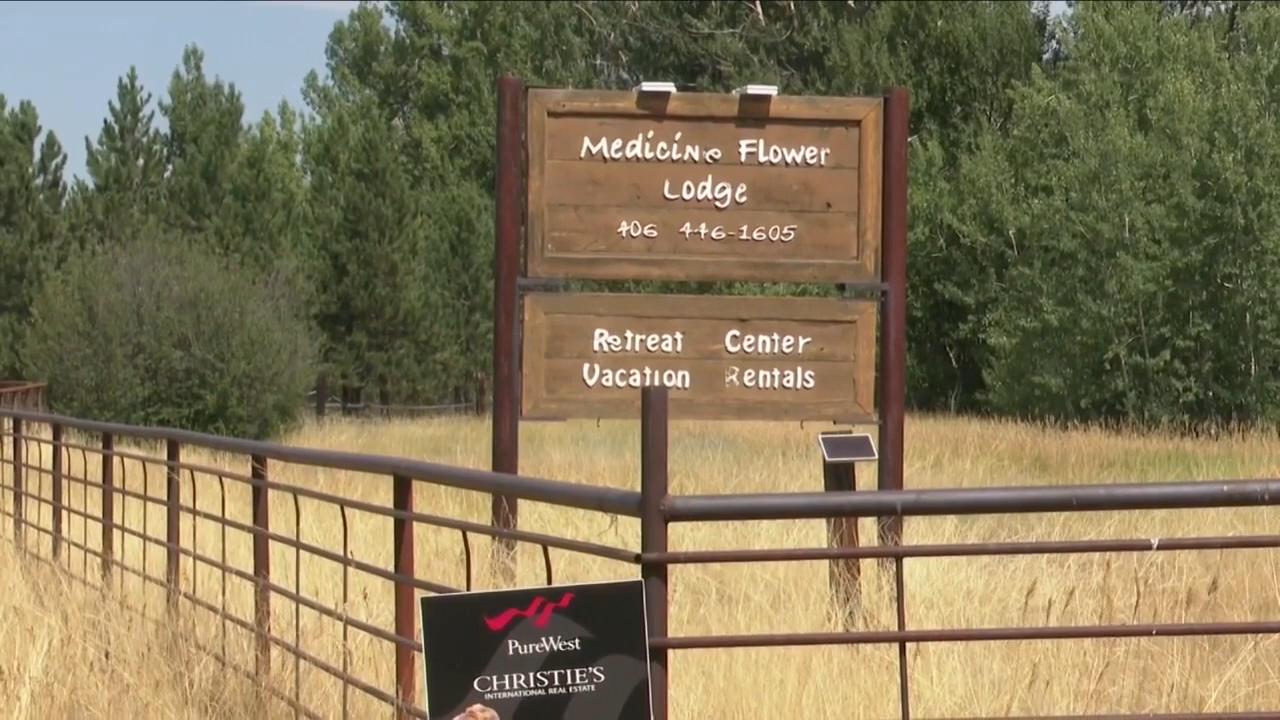 Medicine Flower
Lodge
406 446-1605
Retreat Center
Vacation Rentals
PureWest
CHRISTIE'S
INTERNATIONAL REAL ESTATE